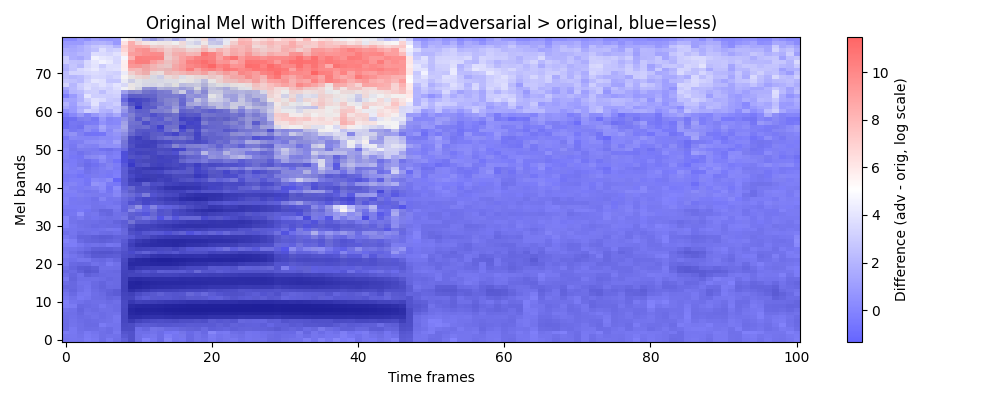 Original Mel with Differences (red=adversarial > original, blue=less)
Mel bands
70
60
50
40
30
20
10
0
0 20 40 60 80 100
Time frames
10
8
6
4
2
0
Difference (adv - orig, log scale)